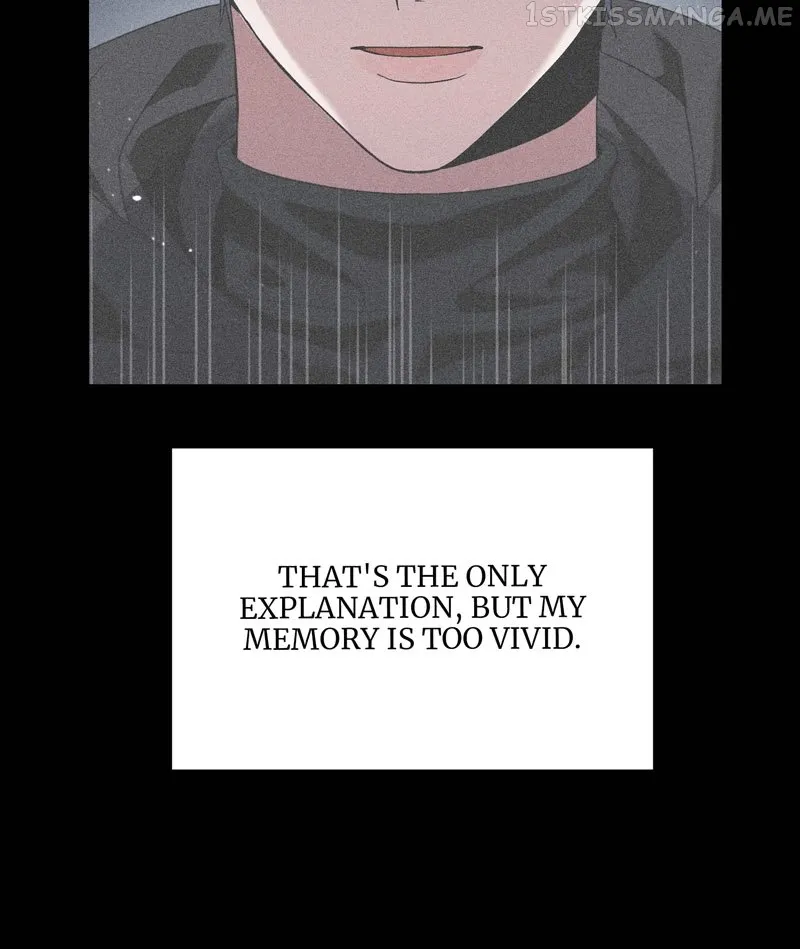 1STKISSMANGA.ME
THAT'S THE ONLY
EXPLANATION, BUT MY
MEMORY IS TOO VIVID.